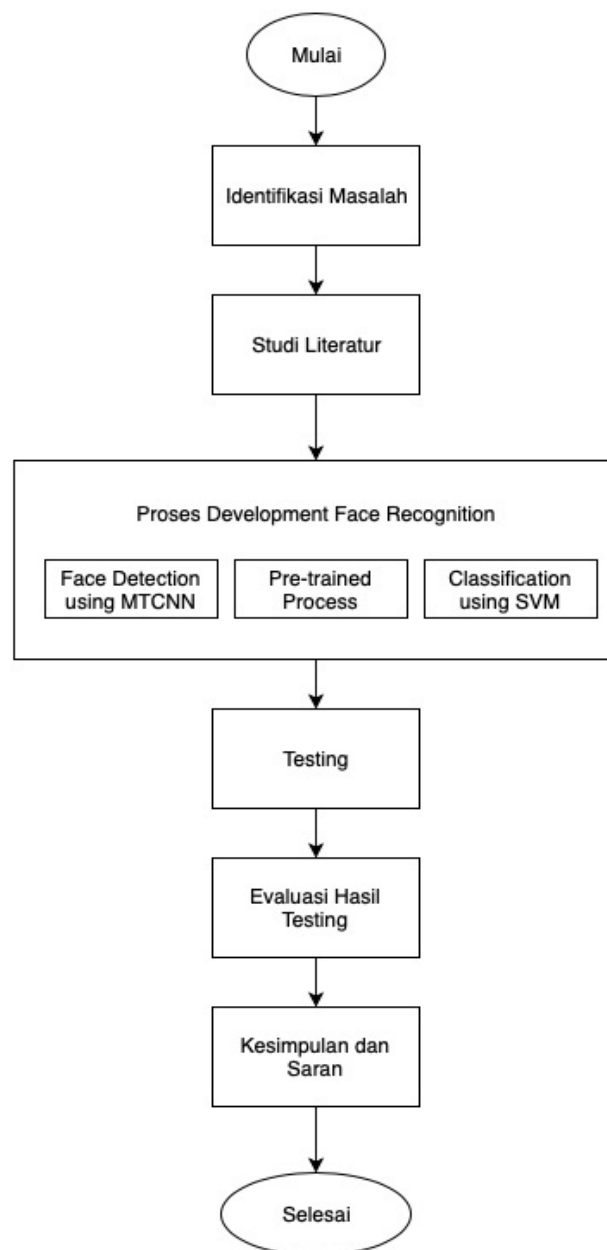 Mulai
Identifikasi Masalah
Studi Literatur
Proses Development Face Recognition
Face Detection
using MTCNN
Pre-trained
Process
Classification
using SVM
Testing
Evaluasi Hasil
Testing
Kesimpulan dan
Saran
Selesai